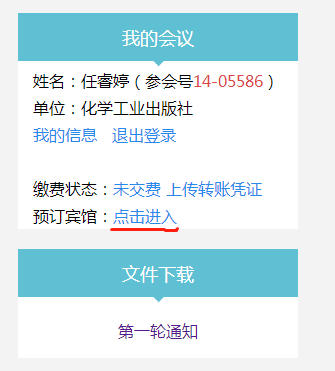 我的会议
姓名：任睿婷（参会号14-05586）
单位：化学工业出版社
我的信息 退出登录
缴费状态：未交费 上传转账凭证
预订宾馆：点击进入
文件下载
第一轮通知